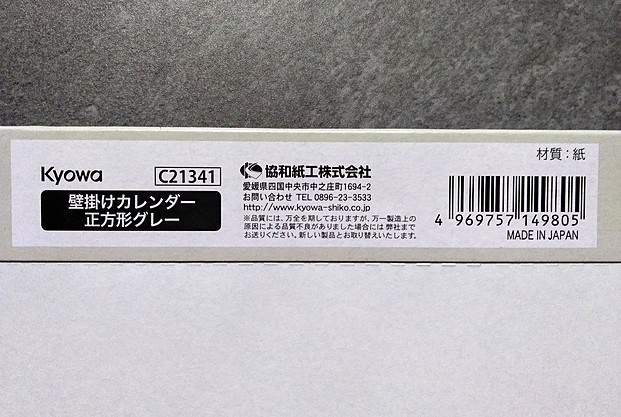 Kyowa
C21341
壁掛けカレンダー
正方形グレー
協和紙工株式会社
愛媛県四国中央市中之庄町1694-2
お問い合わせ TEL 0896-23-3533
http://www.kyowa-shiko.co.jp
※品質には、万全を期しておりますが、万一製造上の
原因による品質不良がありました場合には弊社まで
お送りください。新しい製品とお取り替えいたします。
材質：紙
4 969757 149805
MADE IN JAPAN